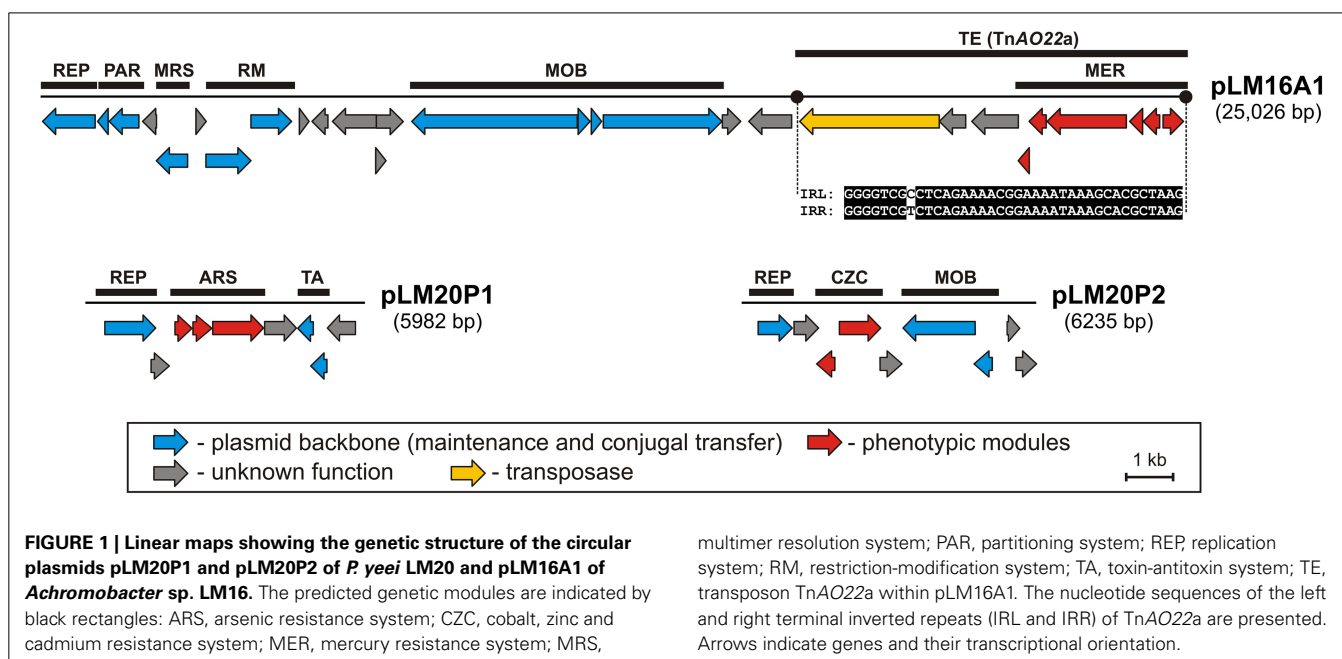 TE (TnAO22a)
REP PAR MRS RM MOB MER
pLM16A1
(25,026 bp)
IRL: GGGGTCGCCTCAGAAAACGGAAAATAAAGCACGCTAAG
IRR: GGGGTCGTCTCAGAAAACGGAAAATAAAGCACGCTAAG
REP ARS TA
pLM20P1
(5982 bp)
REP CZC MOB
pLM20P2
(6235 bp)
- plasmid backbone (maintenance and conjugal transfer) - phenotypic modules
- unknown function - transposase
1 kb
FIGURE 1 | Linear maps showing the genetic structure of the circular
plasmids pLM20P1 and pLM20P2 of P. yeei LM20 and pLM16A1 of
Achromobacter sp. LM16. The predicted genetic modules are indicated by
black rectangles: ARS, arsenic resistance system; CZC, cobalt, zinc and
cadmium resistance system; MER, mercury resistance system; MRS,
multimer resolution system; PAR, partitioning system; REP, replication
system; RM, restriction-modification system; TA, toxin-antitoxin system; TE,
transposon TnAO22a within pLM16A1. The nucleotide sequences of the left
and right terminal inverted repeats (IRL and IRR) of TnAO22a are presented.
Arrows indicate genes and their transcriptional orientation.